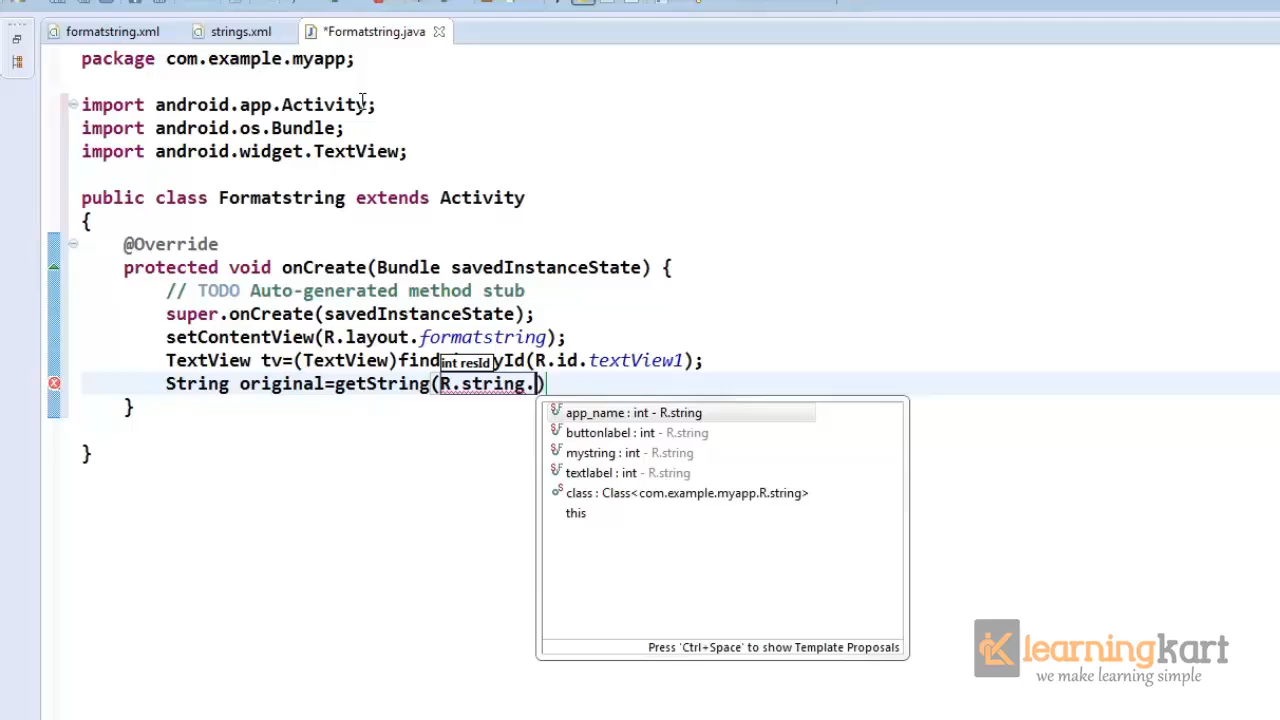 formatstring.xml strings.xml *Formatstring.java
package com.example.myapp;
import android.app.Activity;
import android.os.Bundle;
import android.widget.TextView;
public class Formatstring extends Activity
{
@Override
protected void onCreate(Bundle savedInstanceState) {
// TODO Auto-generated method stub
super.onCreate(savedInstanceState);
setContentView(R.layout.formatstring);
TextView tv=(TextView)find yId(R.id.textView1);
int resId
String original=getString(R.string.)
}
app_name : int - R.string
buttonlabel : int - R.string
mystring : int - R.string
textlabel : int - R.string
class : Class<com.example.myapp.R.string>
this
}
Press 'Ctrl+Space' to show Template Proposals
learningkart
we make learning simple